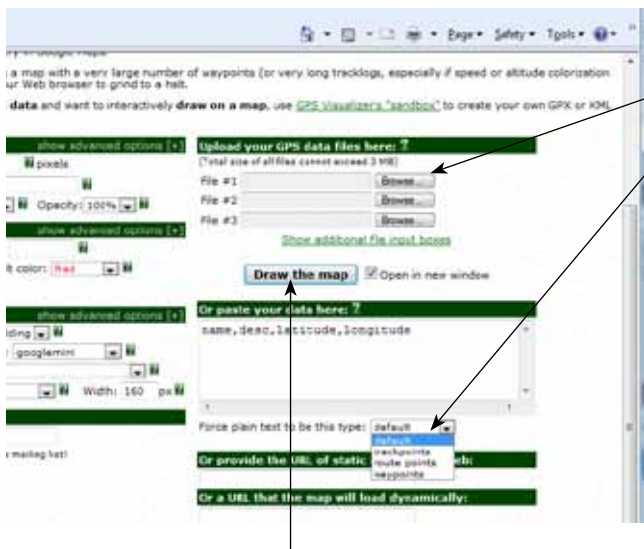 Page Safety Tools
ry in Google Maps.
a map with a very large number of waypoints (or very long tracklogs, especially if speed or altitude colorization
ur Web browser to grind to a halt.
data and want to interactively draw on a map, use GPS Visualizer's "sandbox" to create your own GPX or KML
show advanced options [+]
pixels
Opacity: 100%
show advanced options [+]
t color: Red
show advanced options [+]
ding
: googlemini
Width: 160 px
mailing list!
Upload your GPS data files here: ?
(Total size of all files cannot exceed 3 MB)
File #1 Browse...
File #2 Browse...
File #3 Browse...
Show additional file input boxes
Draw the map Open in new window
Or paste your data here: ?
name,desc,latitude,longitude
Force plain text to be this type: default
default
trackpoints
route points
waypoints
Or provide the URL of static eb:
Or a URL that the map will load dynamically: